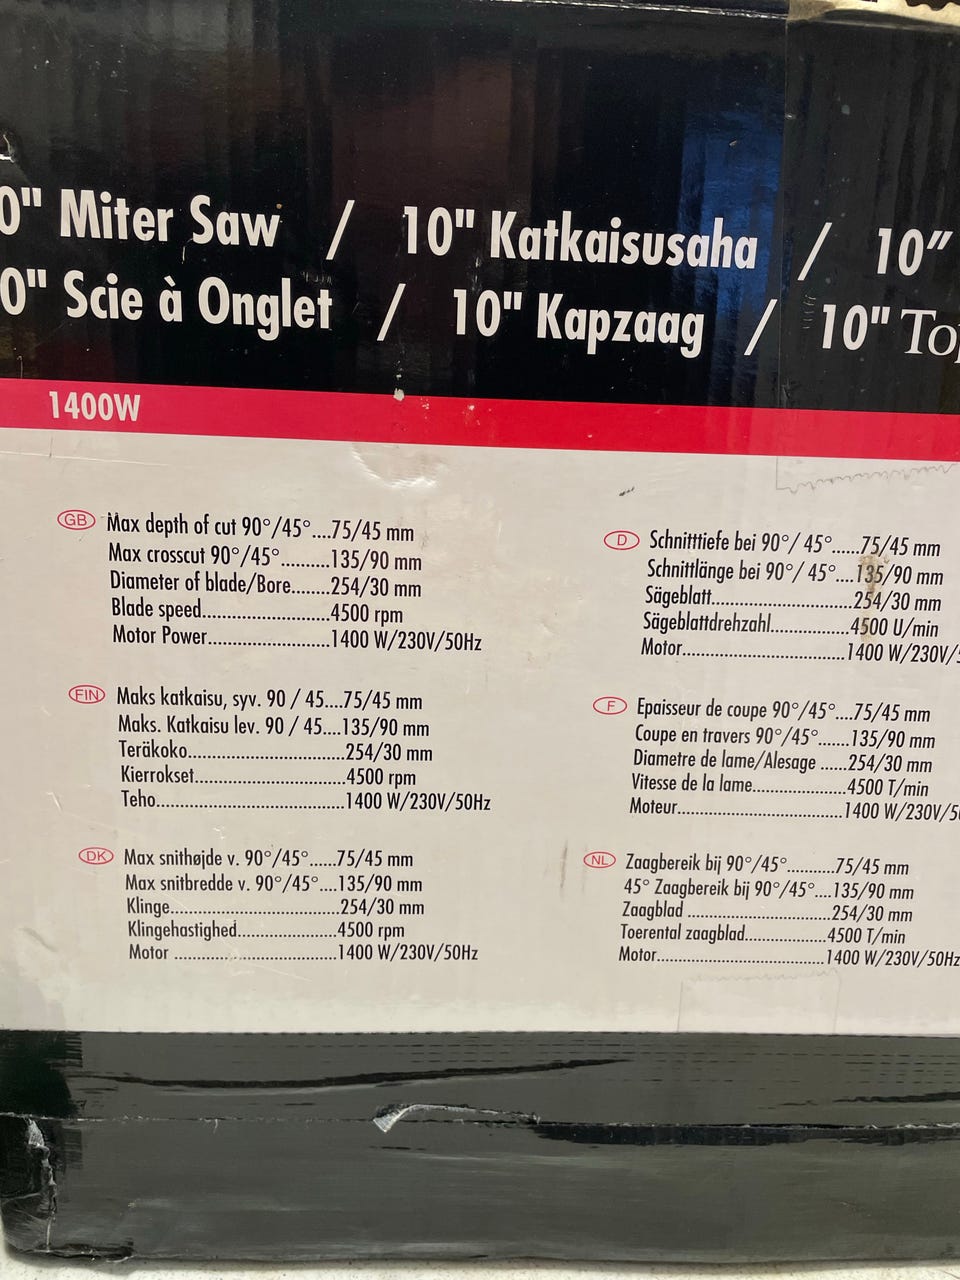 0" Miter Saw / 10" Katkaisusaha / 10"
0" Scie à Onglet / 10" Kapzaag / 10"
1400W
GB Max depth of cut 90°/45°....75/45 mm
Max crosscut 90°/45°..........135/90 mm
Diameter of blade/Bore........254/30 mm
Blade speed..........................4500 rpm
Motor Power.........................1400 W/230V/50Hz
FIN Maks katkaisu, syv. 90 / 45....75/45 mm
Maks. Katkaisu lev. 90 / 45....135/90 mm
Teräkoko................................254/30 mm
Kierrokset...............................4500 rpm
Teho.......................................1400 W/230V/50Hz
DK Max snithøjde v. 90°/45°......75/45 mm
Max snitbredde v. 90°/45°....135/90 mm
Klinge...................................254/30 mm
Klingehastighed.....................4500 rpm
Motor ..................................1400 W/230V/50Hz
D Schnitttiefe bei 90°/ 45°......75/45 mm
Schnittlänge bei 90°/ 45°....135/90 mm
Sägeblatt.............................254/30 mm
Sägeblattdrehzahl................4500 U/min
Motor..................................1400 W/230V/
F Epaisseur de coupe 90°/45°....75/45 mm
Coupe en travers 90°/45°.......135/90 mm
Diametre de lame/Alesage ......254/30 mm
Vitesse de la lame...................4500 T/min
Moteur..................................1400 W/230V/5
NL Zaagbereik bij 90°/45°...........75/45 mm
45° Zaagbereik bij 90°/45°....135/90 mm
Zaagblad ..............................254/30 mm
Toerental zaagblad.................4500 T/min
Motor...................................1400 W/230V/50Hz